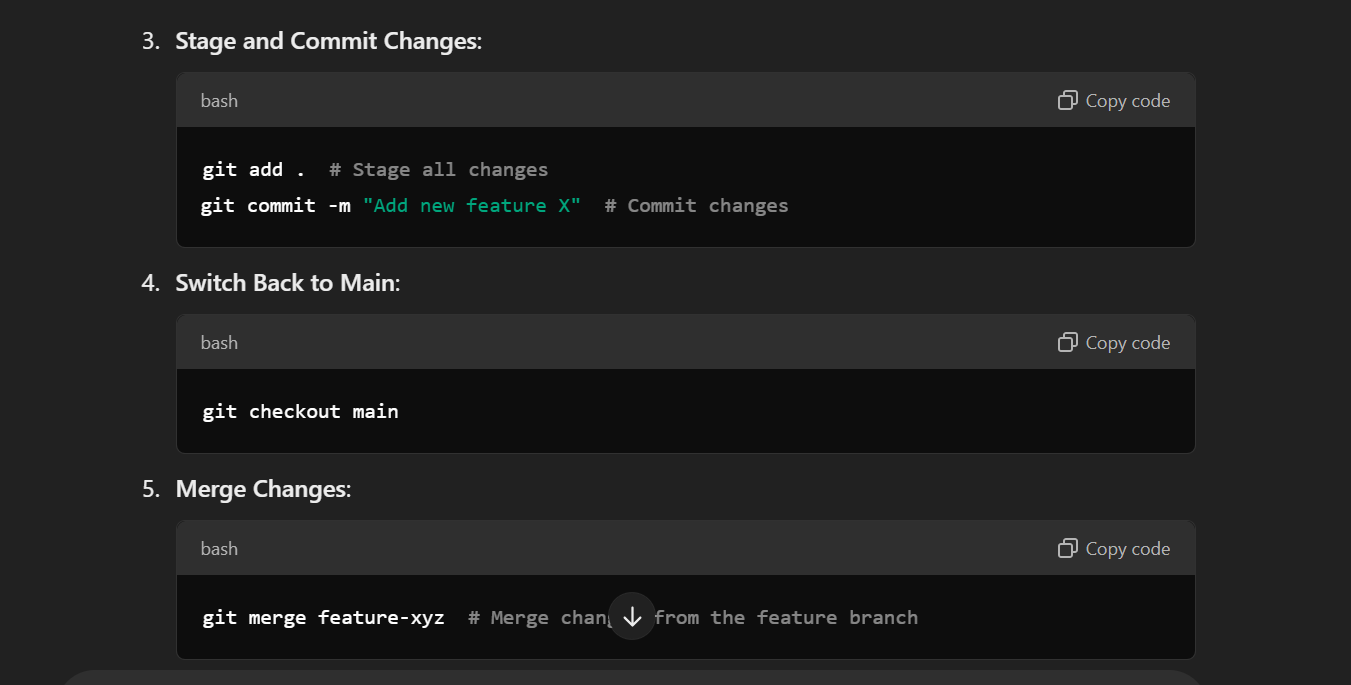 3. Stage and Commit Changes:
bash Copy code
git add .  # Stage all changes
git commit -m "Add new feature X"  # Commit changes
4. Switch Back to Main:
bash Copy code
git checkout main
5. Merge Changes:
bash Copy code
git merge feature-xyz  # Merge from the feature branch